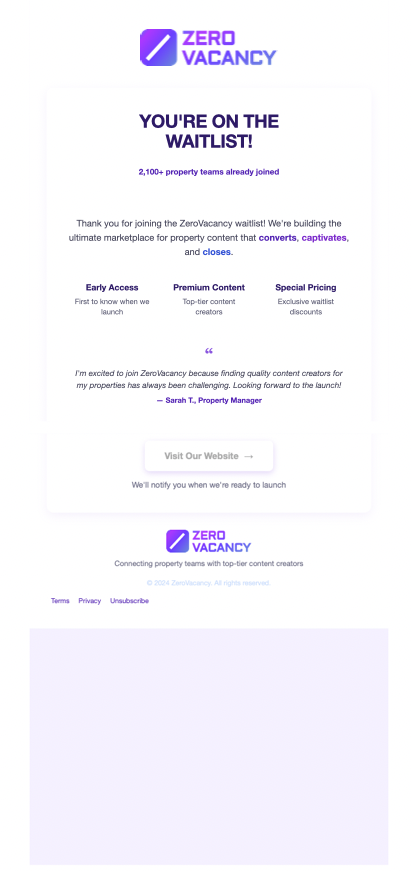 ZERO
VACANCY
YOU'RE ON THE
WAITLIST!
2,100+ property teams already joined
Thank you for joining the ZeroVacancy waitlist! We're building the
ultimate marketplace for property content that converts, captivates,
and closes.
Early Access
First to know when we
launch
Premium Content
Top-tier content
creators
Special Pricing
Exclusive waitlist
discounts
“
I'm excited to join ZeroVacancy because finding quality content creators for
my properties has always been challenging. Looking forward to the launch!
— Sarah T., Property Manager
Visit Our Website →
We'll notify you when we're ready to launch
ZERO
VACANCY
Connecting property teams with top-tier content creators
© 2024 ZeroVacancy. All rights reserved.
Terms Privacy Unsubscribe